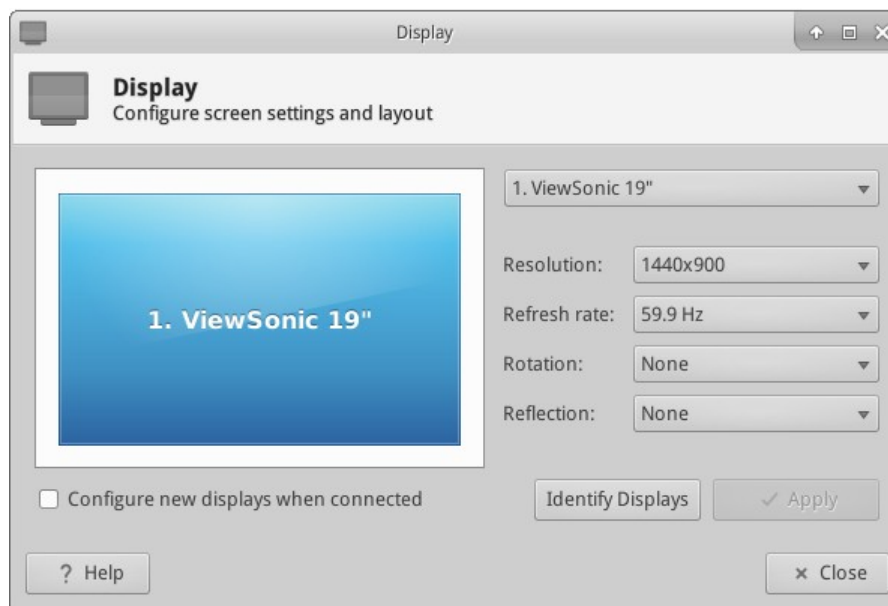 Display
Display
Configure screen settings and layout
1. ViewSonic 19"
1. ViewSonic 19"
Resolution: 1440x900
Refresh rate: 59.9 Hz
Rotation: None
Reflection: None
Configure new displays when connected
Identify Displays
Apply
? Help
Close